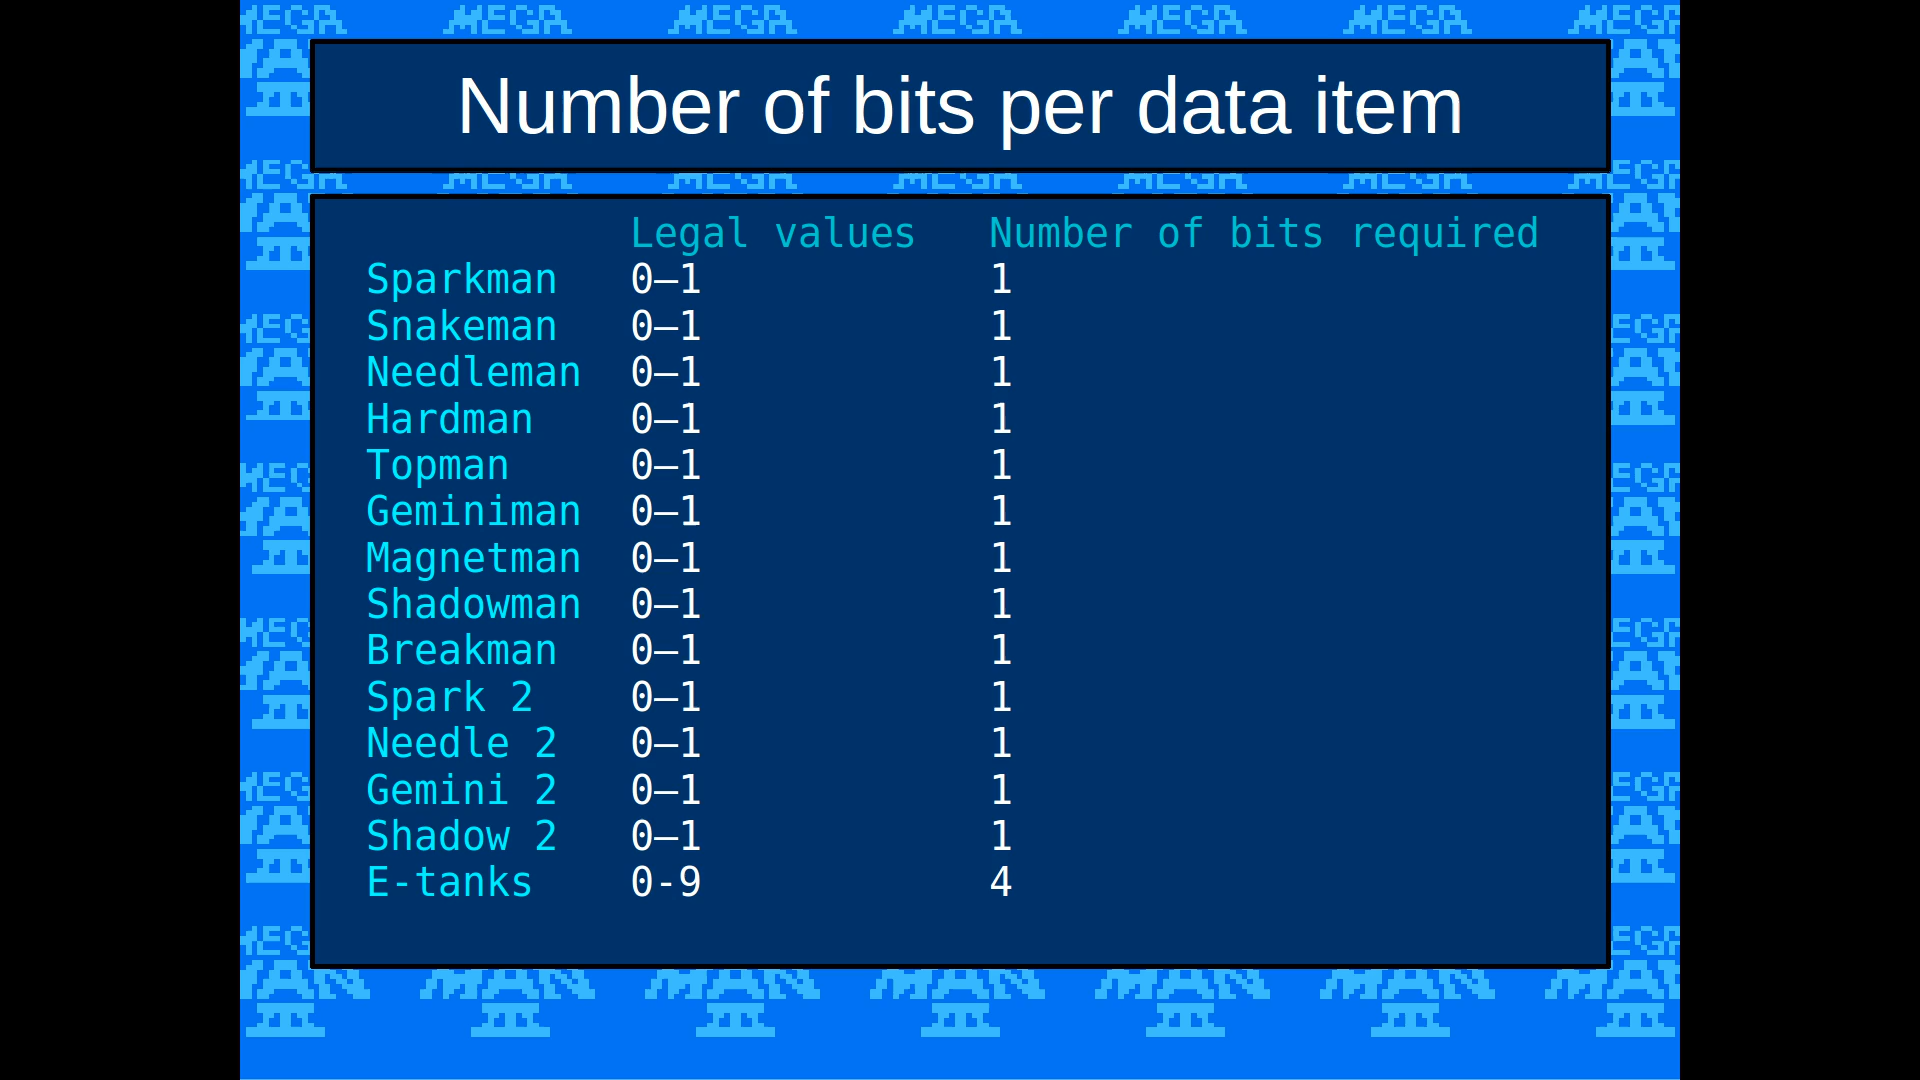 Number of bits per data item
Legal values Number of bits required
Sparkman 0–1 1
Snakeman 0–1 1
Needleman 0–1 1
Hardman 0–1 1
Topman 0–1 1
Geminiman 0–1 1
Magnetman 0–1 1
Shadowman 0–1 1
Breakman 0–1 1
Spark 2 0–1 1
Needle 2 0–1 1
Gemini 2 0–1 1
Shadow 2 0–1 1
E-tanks 0-9 4